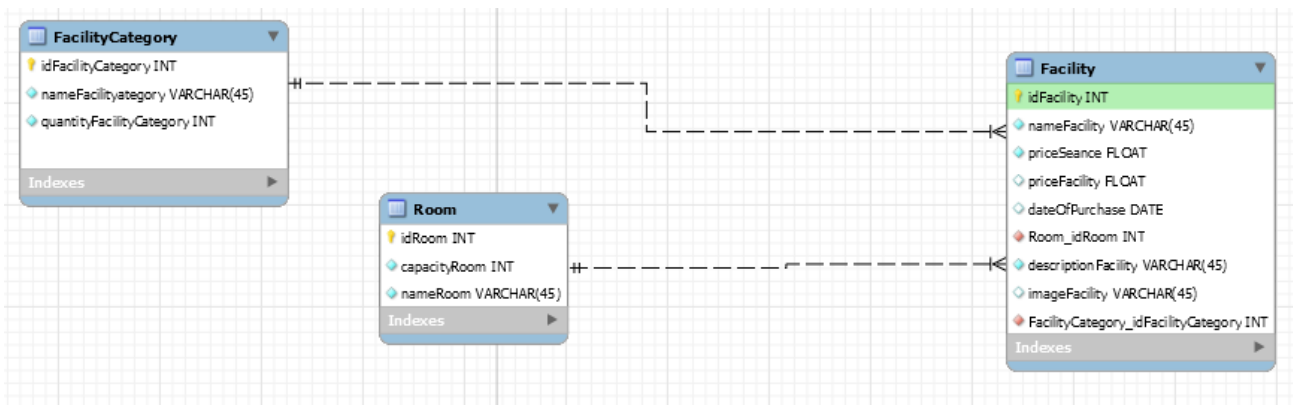 FacilityCategory
idFacilityCategory INT
nameFacilityategory VARCHAR(45)
quantityFacilityCategory INT
Indexes
Room
idRoom INT
capacityRoom INT
nameRoom VARCHAR(45)
Indexes
Facility
idFacility INT
nameFacility VARCHAR(45)
priceSeance FLOAT
priceFacility FLOAT
dateOfPurchase DATE
Room_idRoom INT
descriptionFacility VARCHAR(45)
imageFacility VARCHAR(45)
FacilityCategory_idFacilityCategory INT
Indexes